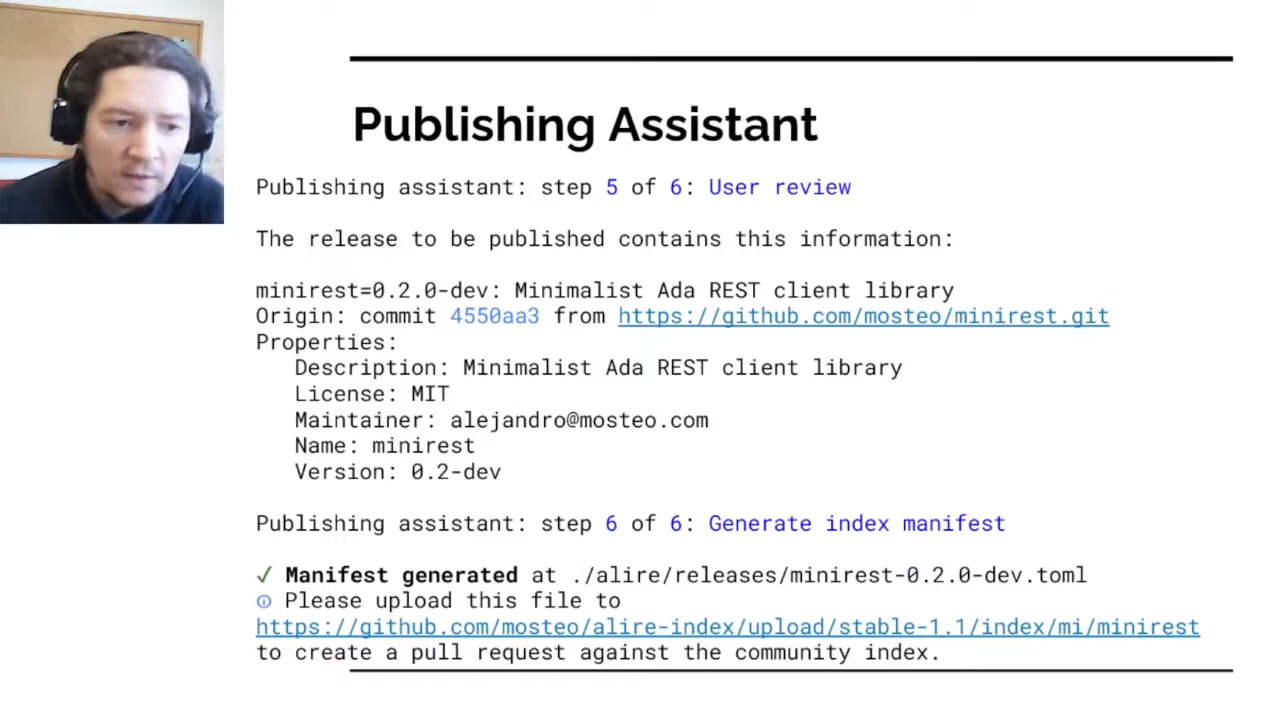 Publishing Assistant
Publishing assistant: step 5 of 6: User review
The release to be published contains this information:
minirest=0.2.0-dev: Minimalist Ada REST client library
Origin: commit 4550aa3 from https://github.com/mosteo/minirest.git
Properties:
Description: Minimalist Ada REST client library
License: MIT
Maintainer: alejandro@mosteo.com
Name: minirest
Version: 0.2-dev
Publishing assistant: step 6 of 6: Generate index manifest
✓ Manifest generated at ./alire/releases/minirest-0.2.0-dev.toml
ⓘ Please upload this file to
https://github.com/mosteo/alire-index/upload/stable-1.1/index/mi/minirest
to create a pull request against the community index.